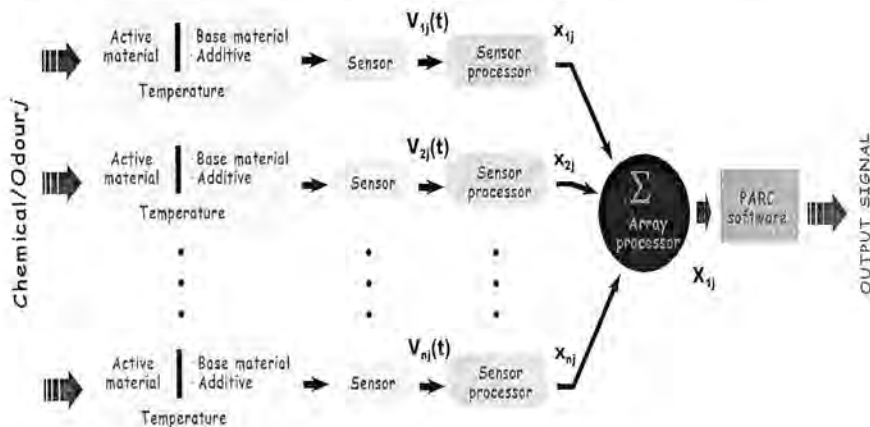 Chemical/Odour j
Active material
Base material
- Additive
Temperature
Sensor
V1j(t)
Sensor processor
x1j
Active material
Base material
- Additive
Temperature
Sensor
V2j(t)
Sensor processor
x2j
Active material
Base material
- Additive
Temperature
Sensor
Vnj(t)
Sensor processor
xnj
Σ
Array processor
X1j
PARC software
OUTPUT SIGNAL